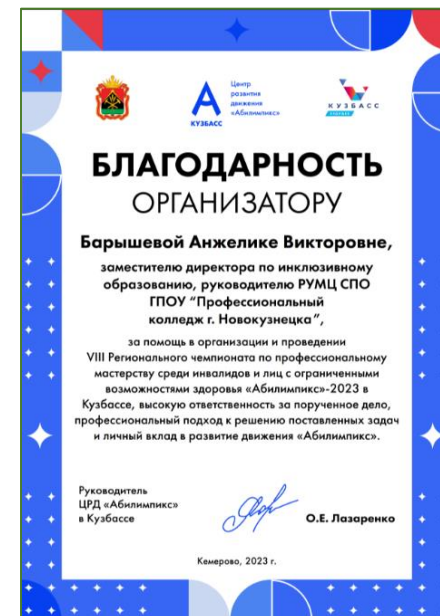 КУЗБАСС
Центр
развития
движения
«Абилимпикс»
КУЗБАСС
БЛАГОДАРНОСТЬ
ОРГАНИЗАТОРУ
Барышевой Анжелике Викторовне,
заместителю директора по инклюзивному
образованию, руководителю РУМЦ СПО
ГПОУ "Профессиональный
колледж г. Новокузнецка",
за помощь в организации и проведении
VIII Регионального чемпионата по профессиональному
мастерству среди инвалидов и лиц с ограниченными
возможностями здоровья «Абилимпикс»-2023 в
Кузбассе, высокую ответственность за порученное дело,
профессиональный подход к решению поставленных задач
и личный вклад в развитие движения «Абилимпикс».
Руководитель
ЦРД «Абилимпикс»
в Кузбассе
О.Е. Лазаренко
Кемерово, 2023 г.